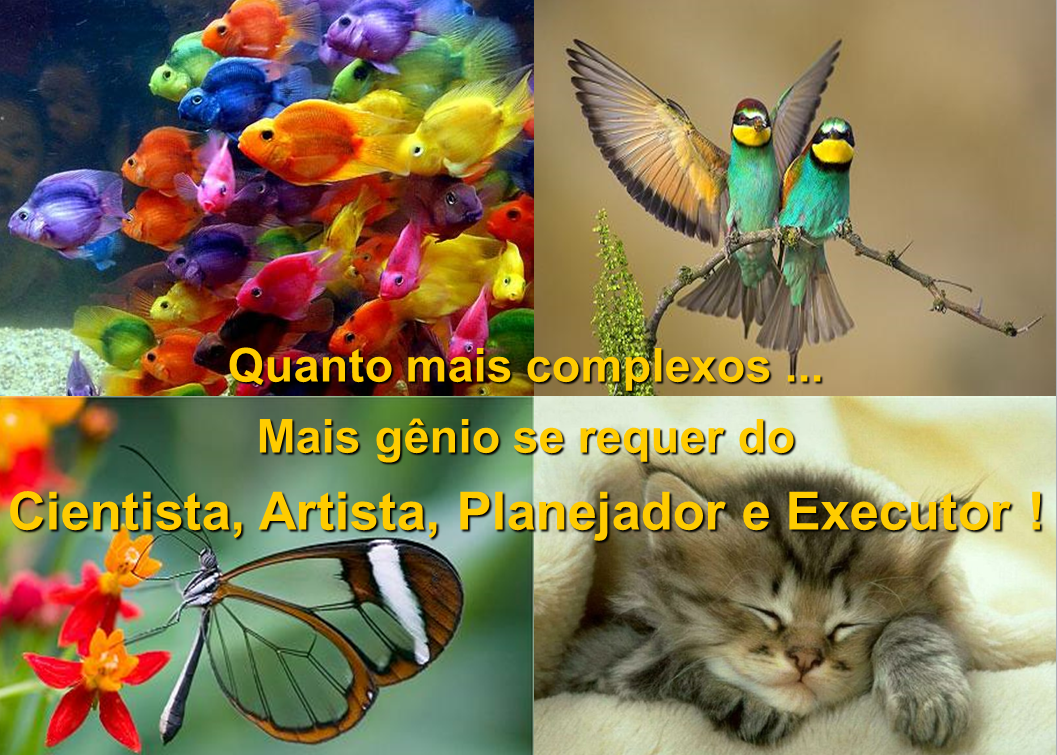 Quanto mais complexos ...
Mais gênio se requer do
Cientista, Artista, Planejador e Executor !